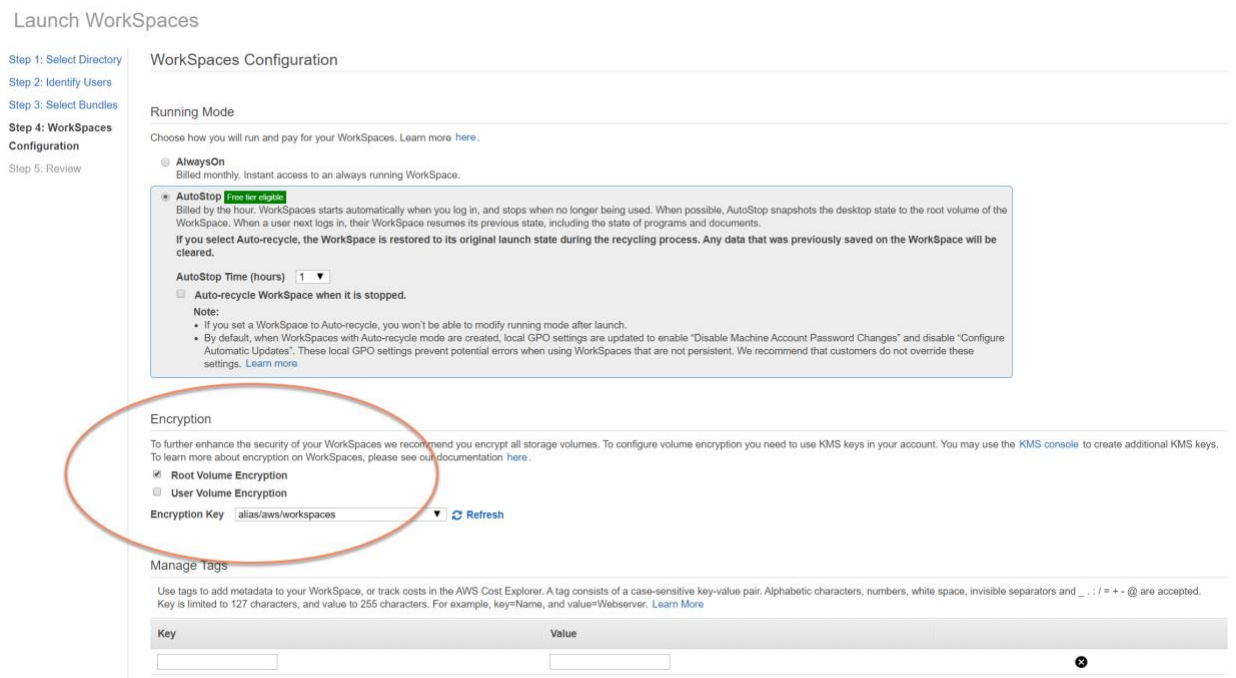 Launch WorkSpaces
Step 1: Select Directory
Step 2: Identify Users
Step 3: Select Bundles
Step 4: WorkSpaces
Configuration
Step 5: Review
WorkSpaces Configuration
Running Mode
Choose how you will run and pay for your WorkSpaces. Learn more here.
AlwaysOn
Billed monthly. Instant access to an always running WorkSpace.
AutoStop Free tier eligible
Billed by the hour. WorkSpaces starts automatically when you log in, and stops when no longer being used. When possible, AutoStop snapshots the desktop state to the root volume of the
WorkSpace. When a user next logs in, their WorkSpace resumes its previous state, including the state of programs and documents.
If you select Auto-recycle, the WorkSpace is restored to its original launch state during the recycling process. Any data that was previously saved on the WorkSpace will be
cleared.
AutoStop Time (hours) 1
Auto-recycle WorkSpace when it is stopped.
Note:
• If you set a WorkSpace to Auto-recycle, you won't be able to modify running mode after launch.
• By default, when WorkSpaces with Auto-recycle mode are created, local GPO settings are updated to enable “Disable Machine Account Password Changes” and disable “Configure
Automatic Updates”. These local GPO settings prevent potential errors when using WorkSpaces that are not persistent. We recommend that customers do not override these
settings. Learn more
Encryption
To further enhance the security of your WorkSpaces we recommend you encrypt all storage volumes. To configure volume encryption you need to use KMS keys in your account. You may use the KMS console to create additional KMS keys.
To learn more about encryption on WorkSpaces, please see our documentation here.
Root Volume Encryption
User Volume Encryption
Encryption Key alias/aws/workspaces Refresh
Manage Tags
Use tags to add metadata to your WorkSpace, or track costs in the AWS Cost Explorer. A tag consists of a case-sensitive key-value pair. Alphabetic characters, numbers, white space, invisible separators and _ . : / = + - @ are accepted.
Key is limited to 127 characters, and value to 255 characters. For example, key=Name, and value=Webserver. Learn More
Key Value